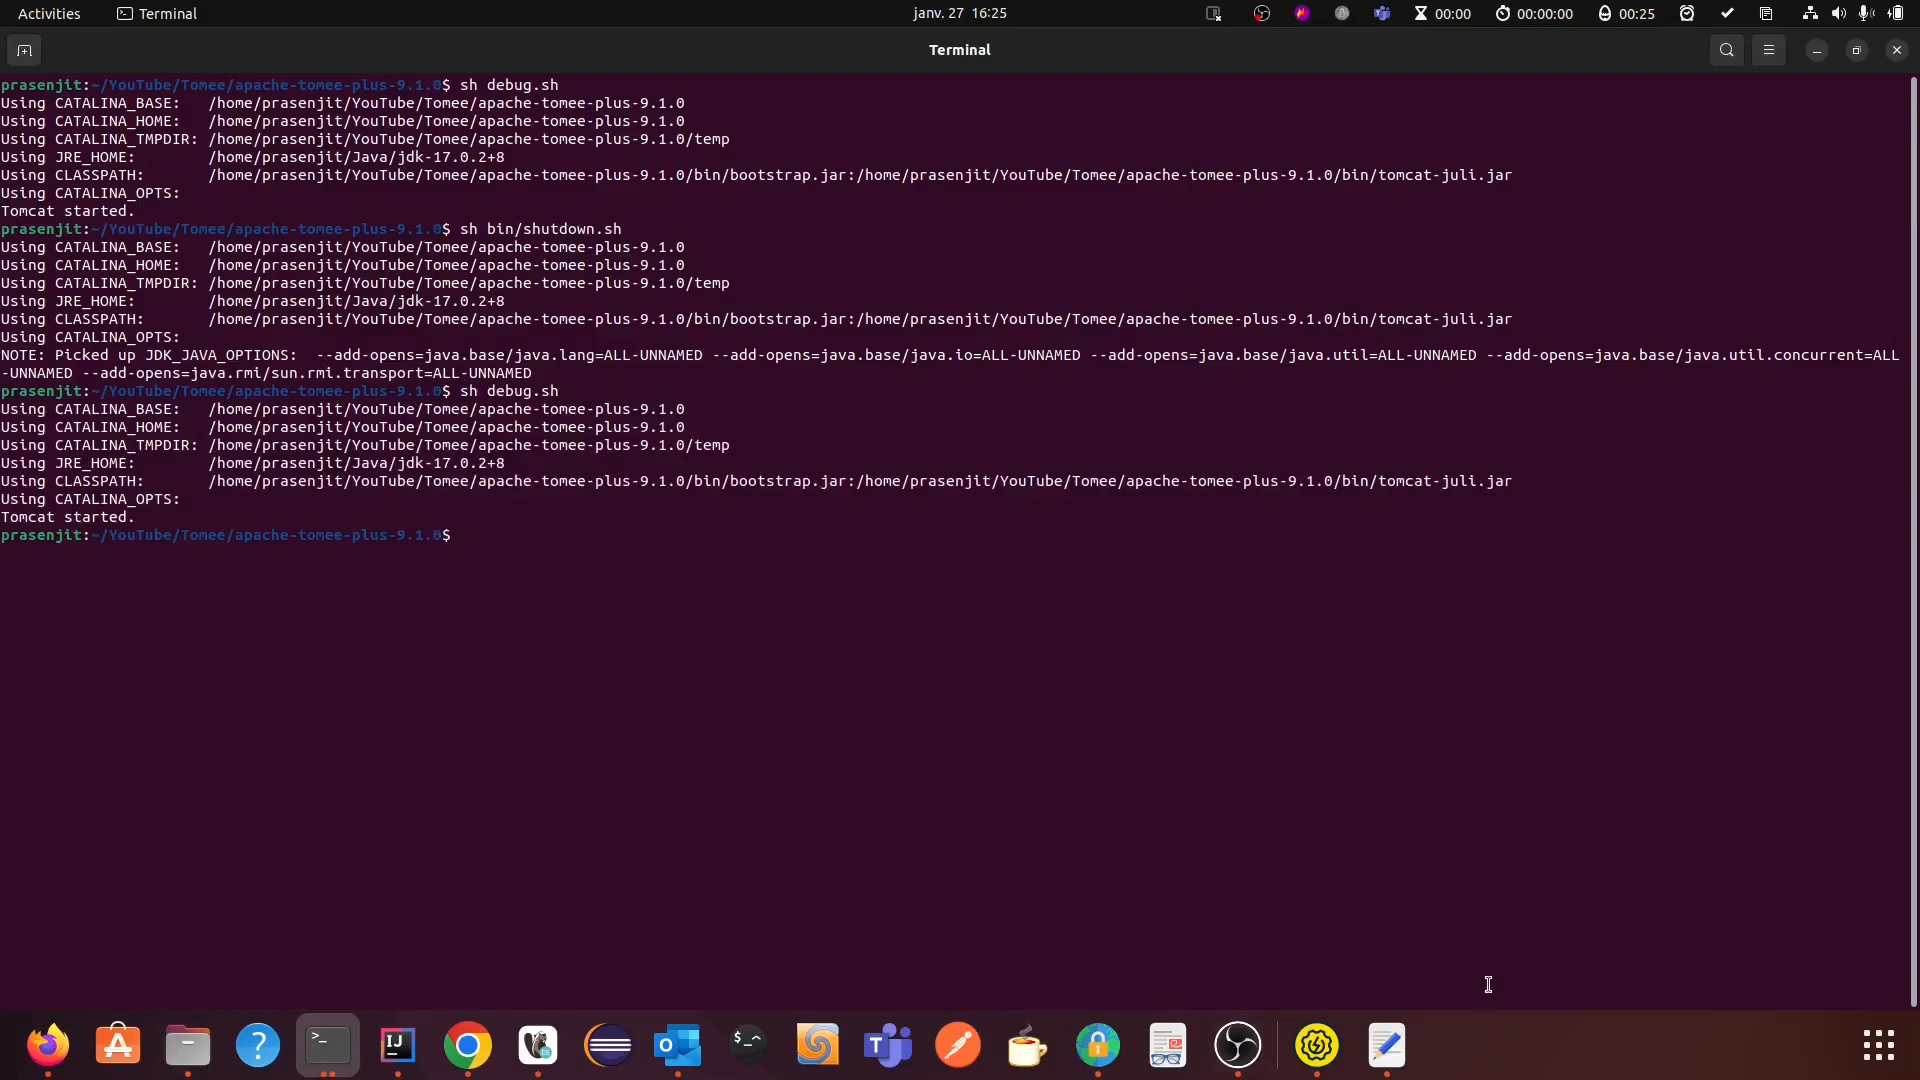 Activities Terminal janv. 27 16:25 00:00 00:00:00 00:25
Terminal
prasenjit:~/YouTube/Tomee/apache-tomee-plus-9.1.0$ sh debug.sh
Using CATALINA_BASE:   /home/prasenjit/YouTube/Tomee/apache-tomee-plus-9.1.0
Using CATALINA_HOME:   /home/prasenjit/YouTube/Tomee/apache-tomee-plus-9.1.0
Using CATALINA_TMPDIR: /home/prasenjit/YouTube/Tomee/apache-tomee-plus-9.1.0/temp
Using JRE_HOME:        /home/prasenjit/Java/jdk-17.0.2+8
Using CLASSPATH:       /home/prasenjit/YouTube/Tomee/apache-tomee-plus-9.1.0/bin/bootstrap.jar:/home/prasenjit/YouTube/Tomee/apache-tomee-plus-9.1.0/bin/tomcat-juli.jar
Using CATALINA_OPTS:
Tomcat started.
prasenjit:~/YouTube/Tomee/apache-tomee-plus-9.1.0$ sh bin/shutdown.sh
Using CATALINA_BASE:   /home/prasenjit/YouTube/Tomee/apache-tomee-plus-9.1.0
Using CATALINA_HOME:   /home/prasenjit/YouTube/Tomee/apache-tomee-plus-9.1.0
Using CATALINA_TMPDIR: /home/prasenjit/YouTube/Tomee/apache-tomee-plus-9.1.0/temp
Using JRE_HOME:        /home/prasenjit/Java/jdk-17.0.2+8
Using CLASSPATH:       /home/prasenjit/YouTube/Tomee/apache-tomee-plus-9.1.0/bin/bootstrap.jar:/home/prasenjit/YouTube/Tomee/apache-tomee-plus-9.1.0/bin/tomcat-juli.jar
Using CATALINA_OPTS:
NOTE: Picked up JDK_JAVA_OPTIONS:  --add-opens=java.base/java.lang=ALL-UNNAMED --add-opens=java.base/java.io=ALL-UNNAMED --add-opens=java.base/java.util=ALL-UNNAMED --add-opens=java.base/java.util.concurrent=ALL
-UNNAMED --add-opens=java.rmi/sun.rmi.transport=ALL-UNNAMED
prasenjit:~/YouTube/Tomee/apache-tomee-plus-9.1.0$ sh debug.sh
Using CATALINA_BASE:   /home/prasenjit/YouTube/Tomee/apache-tomee-plus-9.1.0
Using CATALINA_HOME:   /home/prasenjit/YouTube/Tomee/apache-tomee-plus-9.1.0
Using CATALINA_TMPDIR: /home/prasenjit/YouTube/Tomee/apache-tomee-plus-9.1.0/temp
Using JRE_HOME:        /home/prasenjit/Java/jdk-17.0.2+8
Using CLASSPATH:       /home/prasenjit/YouTube/Tomee/apache-tomee-plus-9.1.0/bin/bootstrap.jar:/home/prasenjit/YouTube/Tomee/apache-tomee-plus-9.1.0/bin/tomcat-juli.jar
Using CATALINA_OPTS:
Tomcat started.
prasenjit:~/YouTube/Tomee/apache-tomee-plus-9.1.0$